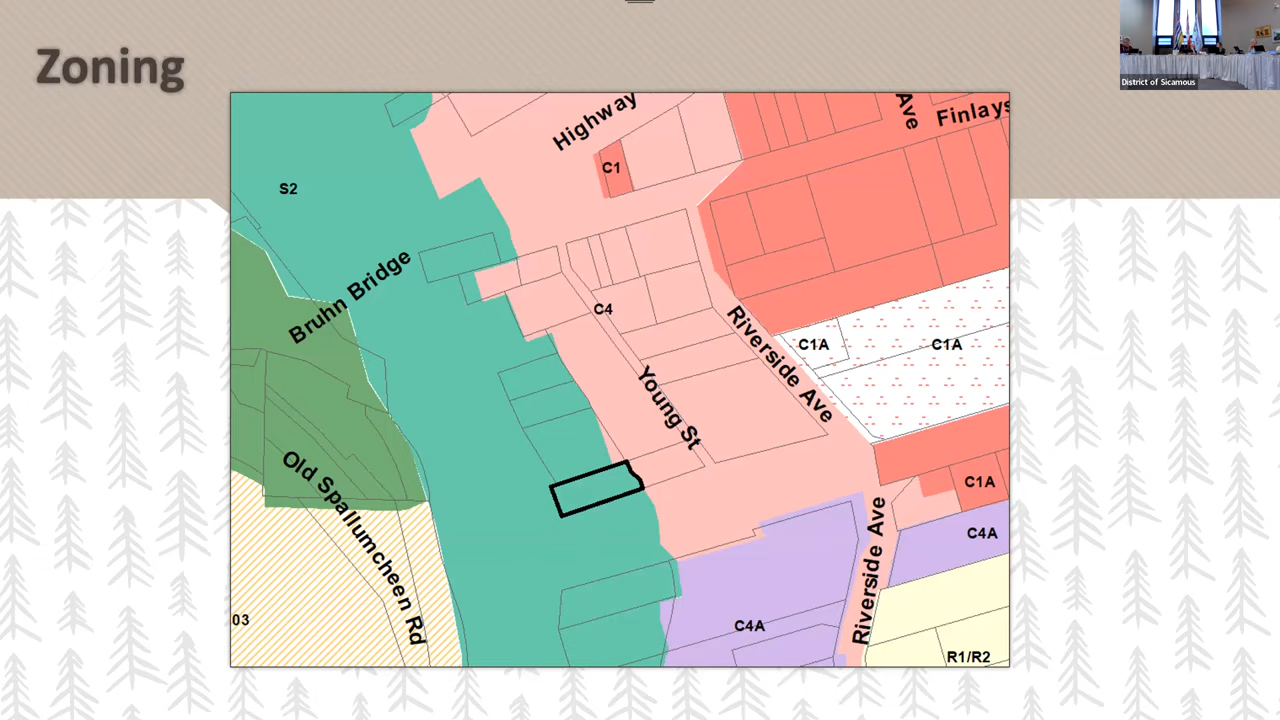 Zoning
District of Sicamous
Highway
Ave
Finlays
C1
S2
Bruhn Bridge
C4
Riverside Ave
C1A
C1A
Young St
Old Spallumcheen Rd
C1A
Riverside Ave
C4A
03
C4A
R1/R2